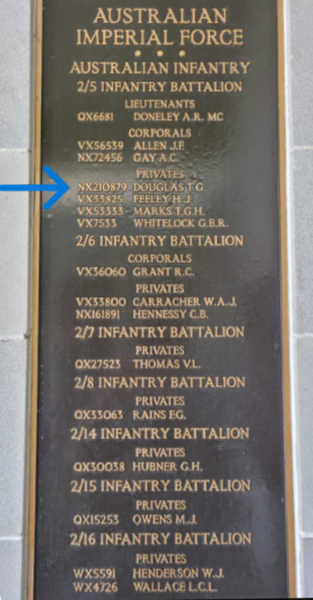 AUSTRALIAN
IMPERIAL FORCE
AUSTRALIAN INFANTRY
2/5 INFANTRY BATTALION
LIEUTENANTS
QX6681 DONELEY A.R. MC
CORPORALS
VX56539 ALLEN J.F.
NX72456 GAY A.C.
PRIVATES
NX210879 DOUGLAS T.G.
VX33825 FEELEY H.J.
VX53333 MARKS T.G.H.
VX7533 WHITELOCK G.B.R.
2/6 INFANTRY BATTALION
CORPORALS
VX36060 GRANT R.C.
PRIVATES
VX33800 CARRACHER W.A.J.
NX161891 HENNESSY C.B.
2/7 INFANTRY BATTALION
PRIVATES
QX27523 THOMAS V.L.
2/8 INFANTRY BATTALION
PRIVATES
QX33063 RAINS F.G.
2/14 INFANTRY BATTALION
PRIVATES
QX30038 HUBNER G.H.
2/15 INFANTRY BATTALION
PRIVATES
QX15253 OWENS M.J.
2/16 INFANTRY BATTALION
PRIVATES
WX5591 HENDERSON W.J.
WX4726 WALLACE L.C.L.